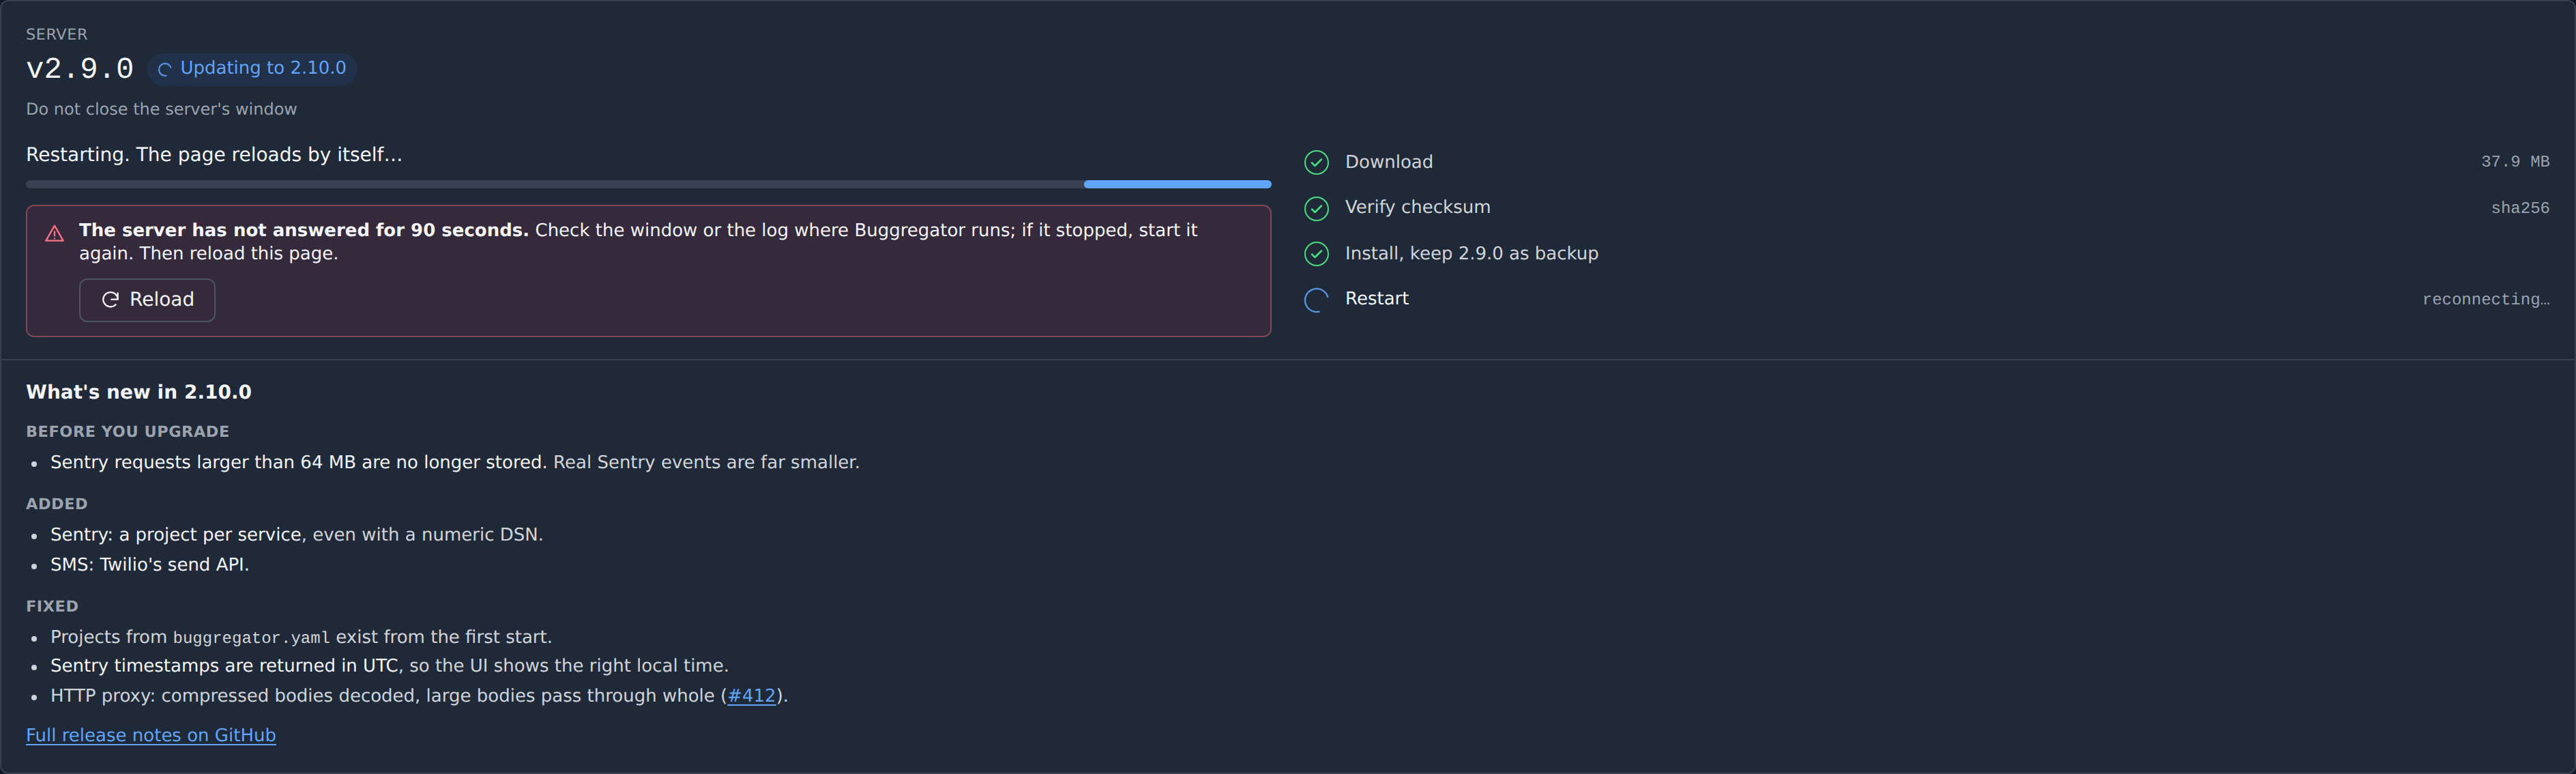 SERVER
v2.9.0 Updating to 2.10.0
Do not close the server's window
Restarting. The page reloads by itself…
The server has not answered for 90 seconds. Check the window or the log where Buggregator runs; if it stopped, start it
again. Then reload this page.
Reload
Download 37.9 MB
Verify checksum sha256
Install, keep 2.9.0 as backup
Restart reconnecting…
What's new in 2.10.0
BEFORE YOU UPGRADE
• Sentry requests larger than 64 MB are no longer stored. Real Sentry events are far smaller.
ADDED
• Sentry: a project per service, even with a numeric DSN.
• SMS: Twilio's send API.
FIXED
• Projects from buggregator.yaml exist from the first start.
• Sentry timestamps are returned in UTC, so the UI shows the right local time.
• HTTP proxy: compressed bodies decoded, large bodies pass through whole (#412).
Full release notes on GitHub